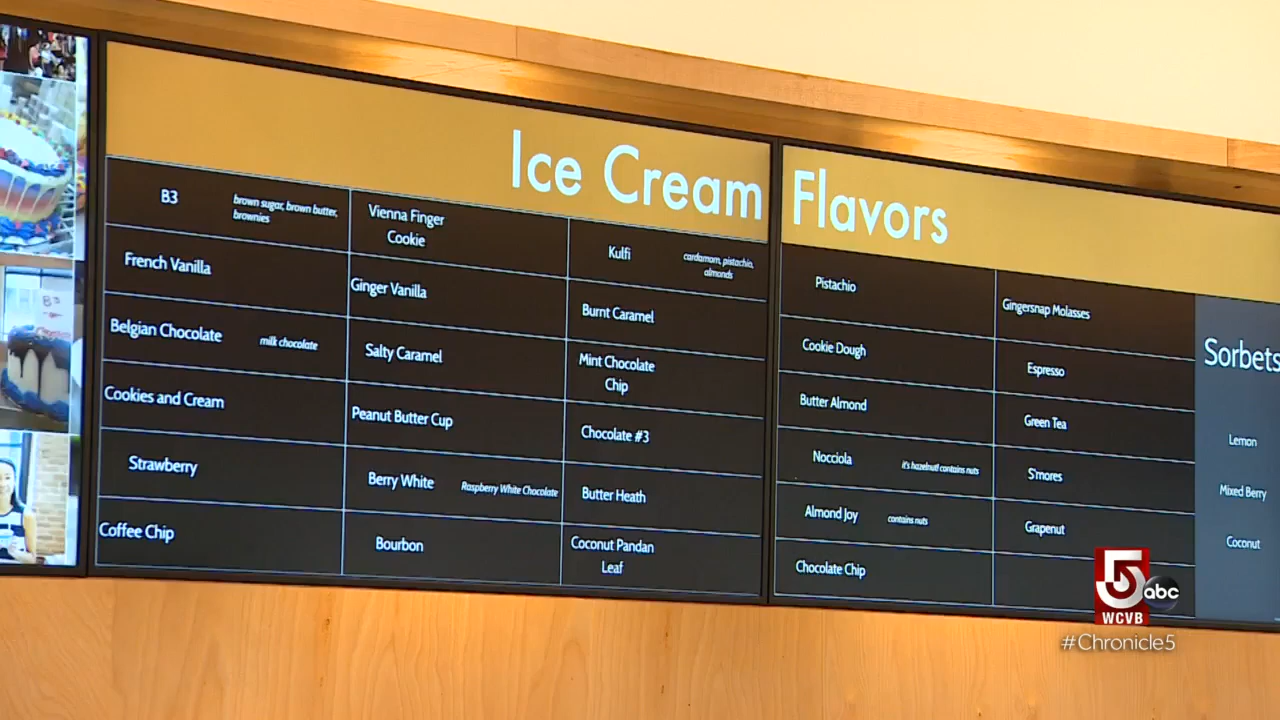 Ice Cream Flavors
B3
brown sugar, brown butter,
brownies
French Vanilla
Belgian Chocolate
milk chocolate
Cookies and Cream
Strawberry
Coffee Chip
Vienna Finger
Cookie
Ginger Vanilla
Salty Caramel
Peanut Butter Cup
Berry White
Raspberry White Chocolate
Bourbon
Kulfi
cardamom, pistachio,
almonds
Burnt Caramel
Mint Chocolate
Chip
Chocolate #3
Butter Heath
Coconut Pandan
Leaf
Pistachio
Cookie Dough
Butter Almond
Nocciola
it's hazelnut! contains nuts
Almond Joy
contains nuts
Chocolate Chip
Gingersnap Molasses
Espresso
Green Tea
S'mores
Grapenut
Sorbets
Lemon
Mixed Berry
Coconut
5
abc
WCVB
#Chronicle5